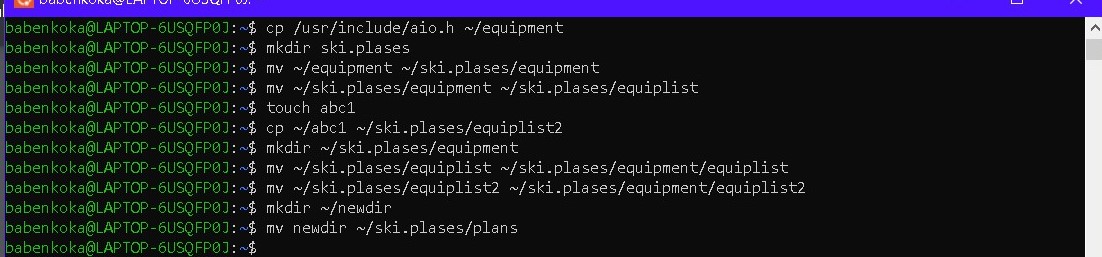 babenkoka@LAPTOP-6USQFP0J:~$ cp /usr/include/aio.h ~/equipment
babenkoka@LAPTOP-6USQFP0J:~$ mkdir ski.plases
babenkoka@LAPTOP-6USQFP0J:~$ mv ~/equipment ~/ski.plases/equipment
babenkoka@LAPTOP-6USQFP0J:~$ mv ~/ski.plases/equipment ~/ski.plases/equiplist
babenkoka@LAPTOP-6USQFP0J:~$ touch abc1
babenkoka@LAPTOP-6USQFP0J:~$ cp ~/abc1 ~/ski.plases/equiplist2
babenkoka@LAPTOP-6USQFP0J:~$ mkdir ~/ski.plases/equipment
babenkoka@LAPTOP-6USQFP0J:~$ mv ~/ski.plases/equiplist ~/ski.plases/equipment/equiplist
babenkoka@LAPTOP-6USQFP0J:~$ mv ~/ski.plases/equiplist2 ~/ski.plases/equipment/equiplist2
babenkoka@LAPTOP-6USQFP0J:~$ mkdir ~/newdir
babenkoka@LAPTOP-6USQFP0J:~$ mv newdir ~/ski.plases/plans
babenkoka@LAPTOP-6USQFP0J:~$